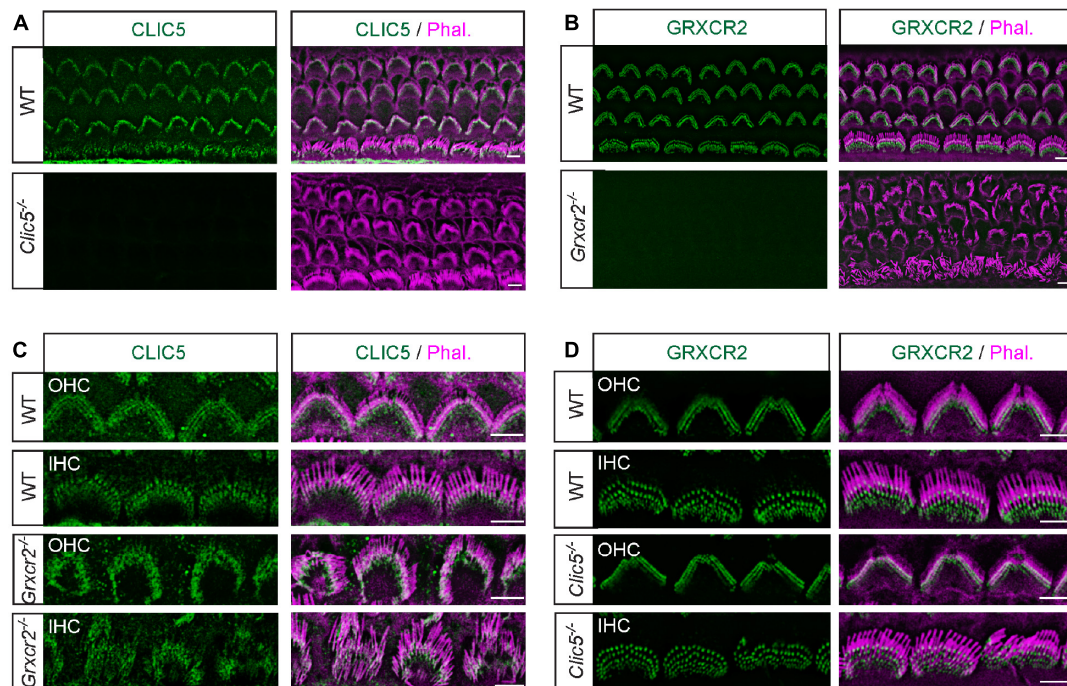 A
CLIC5
CLIC5 / Phal.
WT
Clic5-/-
B
GRXCR2
GRXCR2 / Phal.
WT
Grxcr2-/-
C
CLIC5
CLIC5 / Phal.
WT
OHC
WT
IHC
Grxcr2-/-
OHC
Grxcr2-/-
IHC
D
GRXCR2
GRXCR2 / Phal.
WT
OHC
WT
IHC
Clic5-/-
OHC
Clic5-/-
IHC